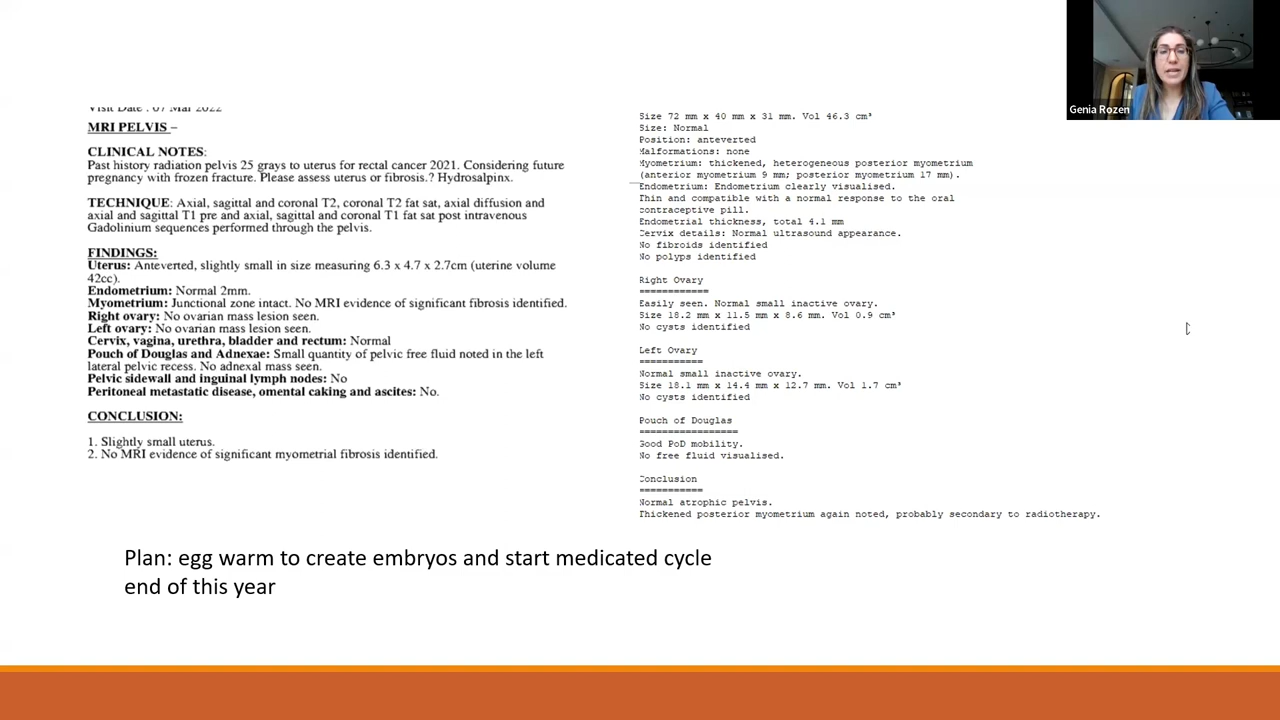 Visit Date : 07 Mar 2022
MRI PELVIS –
CLINICAL NOTES:
Past history radiation pelvis 25 grays to uterus for rectal cancer 2021. Considering future
pregnancy with frozen fracture. Please assess uterus or fibrosis.? Hydrosalpinx.
TECHNIQUE: Axial, sagittal and coronal T2, coronal T2 fat sat, axial diffusion and
axial and sagittal T1 pre and axial, sagittal and coronal T1 fat sat post intravenous
Gadolinium sequences performed through the pelvis.
FINDINGS:
Uterus: Anteverted, slightly small in size measuring 6.3 x 4.7 x 2.7cm (uterine volume
42cc).
Endometrium: Normal 2mm.
Myometrium: Junctional zone intact. No MRI evidence of significant fibrosis identified.
Right ovary: No ovarian mass lesion seen.
Left ovary: No ovarian mass lesion seen.
Cervix, vagina, urethra, bladder and rectum: Normal
Pouch of Douglas and Adnexae: Small quantity of pelvic free fluid noted in the left
lateral pelvic recess. No adnexal mass seen.
Pelvic sidewall and inguinal lymph nodes: No
Peritoneal metastatic disease, omental caking and ascites: No.
CONCLUSION:
1. Slightly small uterus.
2. No MRI evidence of significant myometrial fibrosis identified.
Size 72 mm x 40 mm x 31 mm. Vol 46.3 cm³
Size: Normal
Position: anteverted
Malformations: none
Myometrium: thickened, heterogeneous posterior myometrium
(anterior myometrium 9 mm; posterior myometrium 17 mm).
Endometrium: Endometrium clearly visualised.
Thin and compatible with a normal response to the oral
contraceptive pill.
Endometrial thickness, total 4.1 mm
Cervix details: Normal ultrasound appearance.
No fibroids identified
No polyps identified
Right Ovary
============
Easily seen. Normal small inactive ovary.
Size 18.2 mm x 11.5 mm x 8.6 mm. Vol 0.9 cm³
No cysts identified
Left Ovary
===========
Normal small inactive ovary.
Size 18.1 mm x 14.4 mm x 12.7 mm. Vol 1.7 cm³
No cysts identified
Pouch of Douglas
=================
Good PoD mobility.
No free fluid visualised.
Conclusion
===========
Normal atrophic pelvis.
Thickened posterior myometrium again noted, probably secondary to radiotherapy.
Plan: egg warm to create embryos and start medicated cycle
end of this year
Genia Rozen